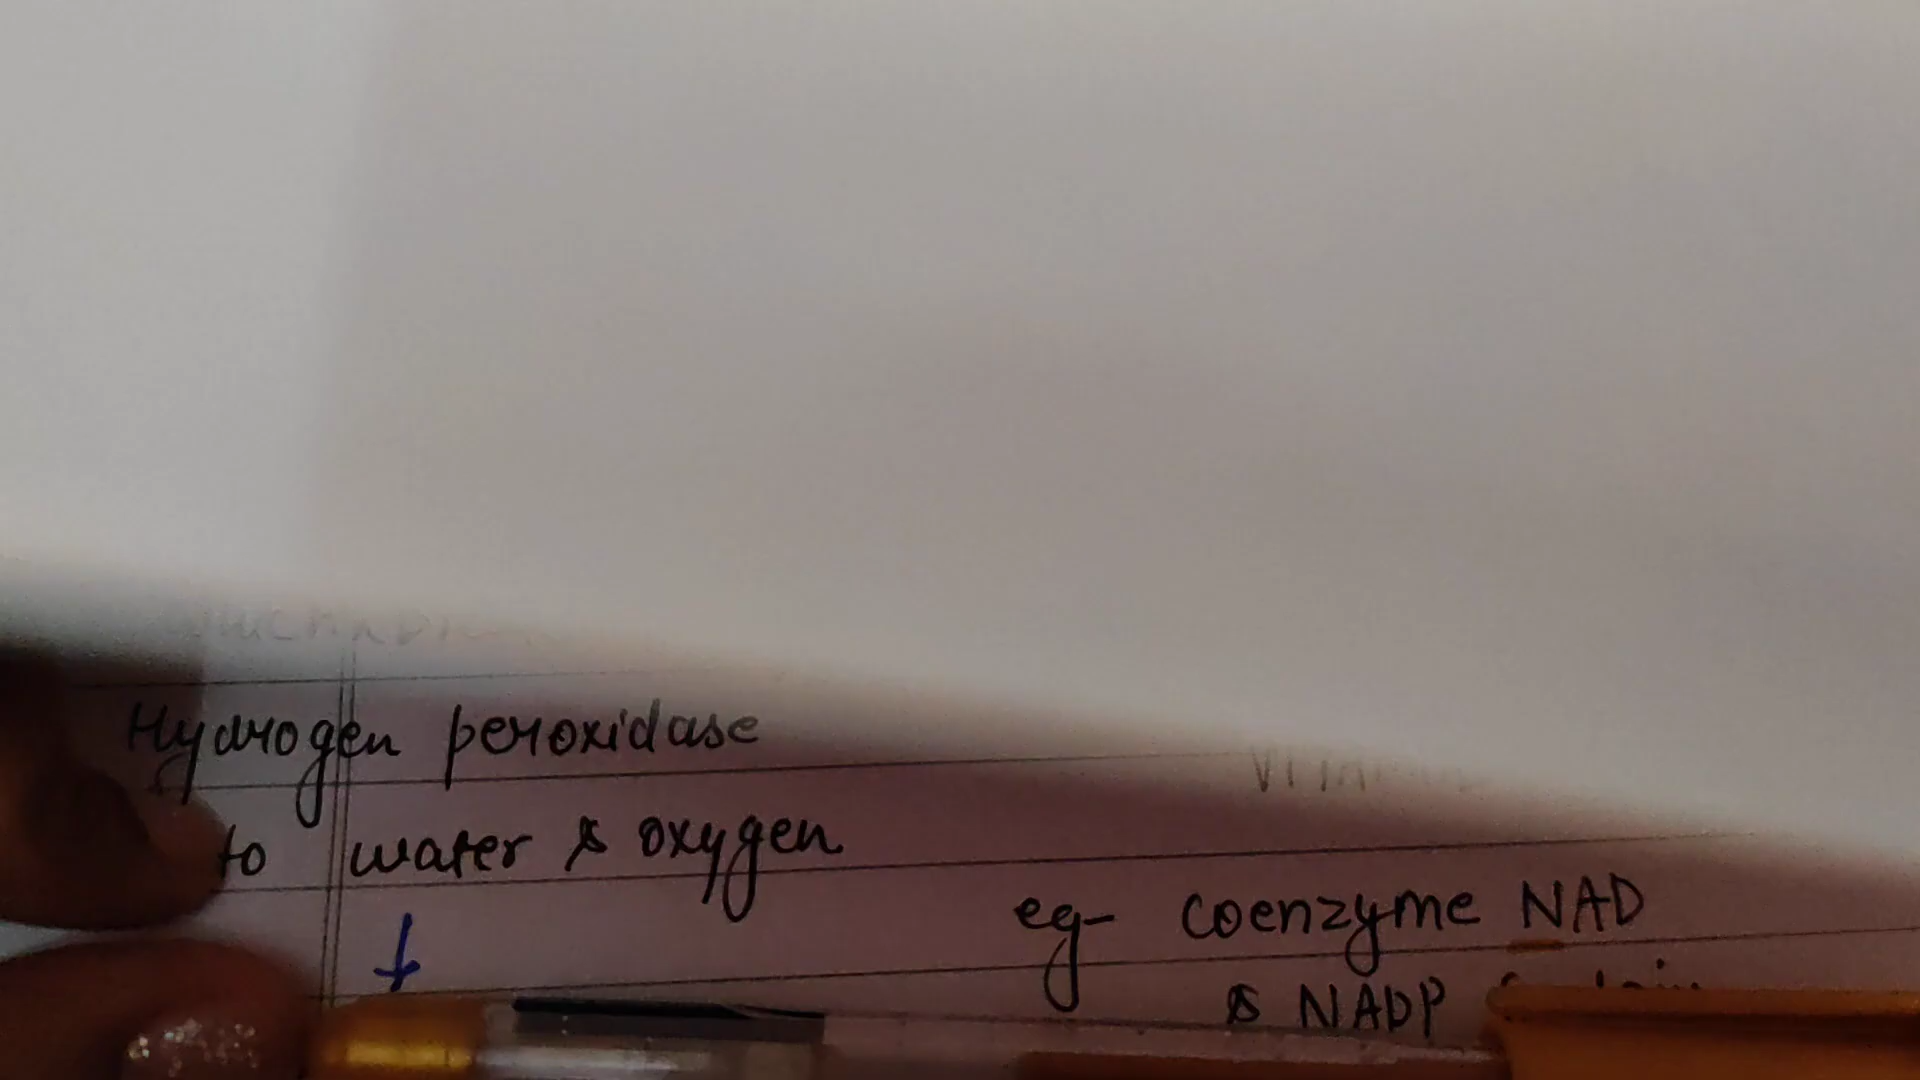 Hydrogen peroxidase
to water & oxygen
eg- coenzyme NAD
& NADP